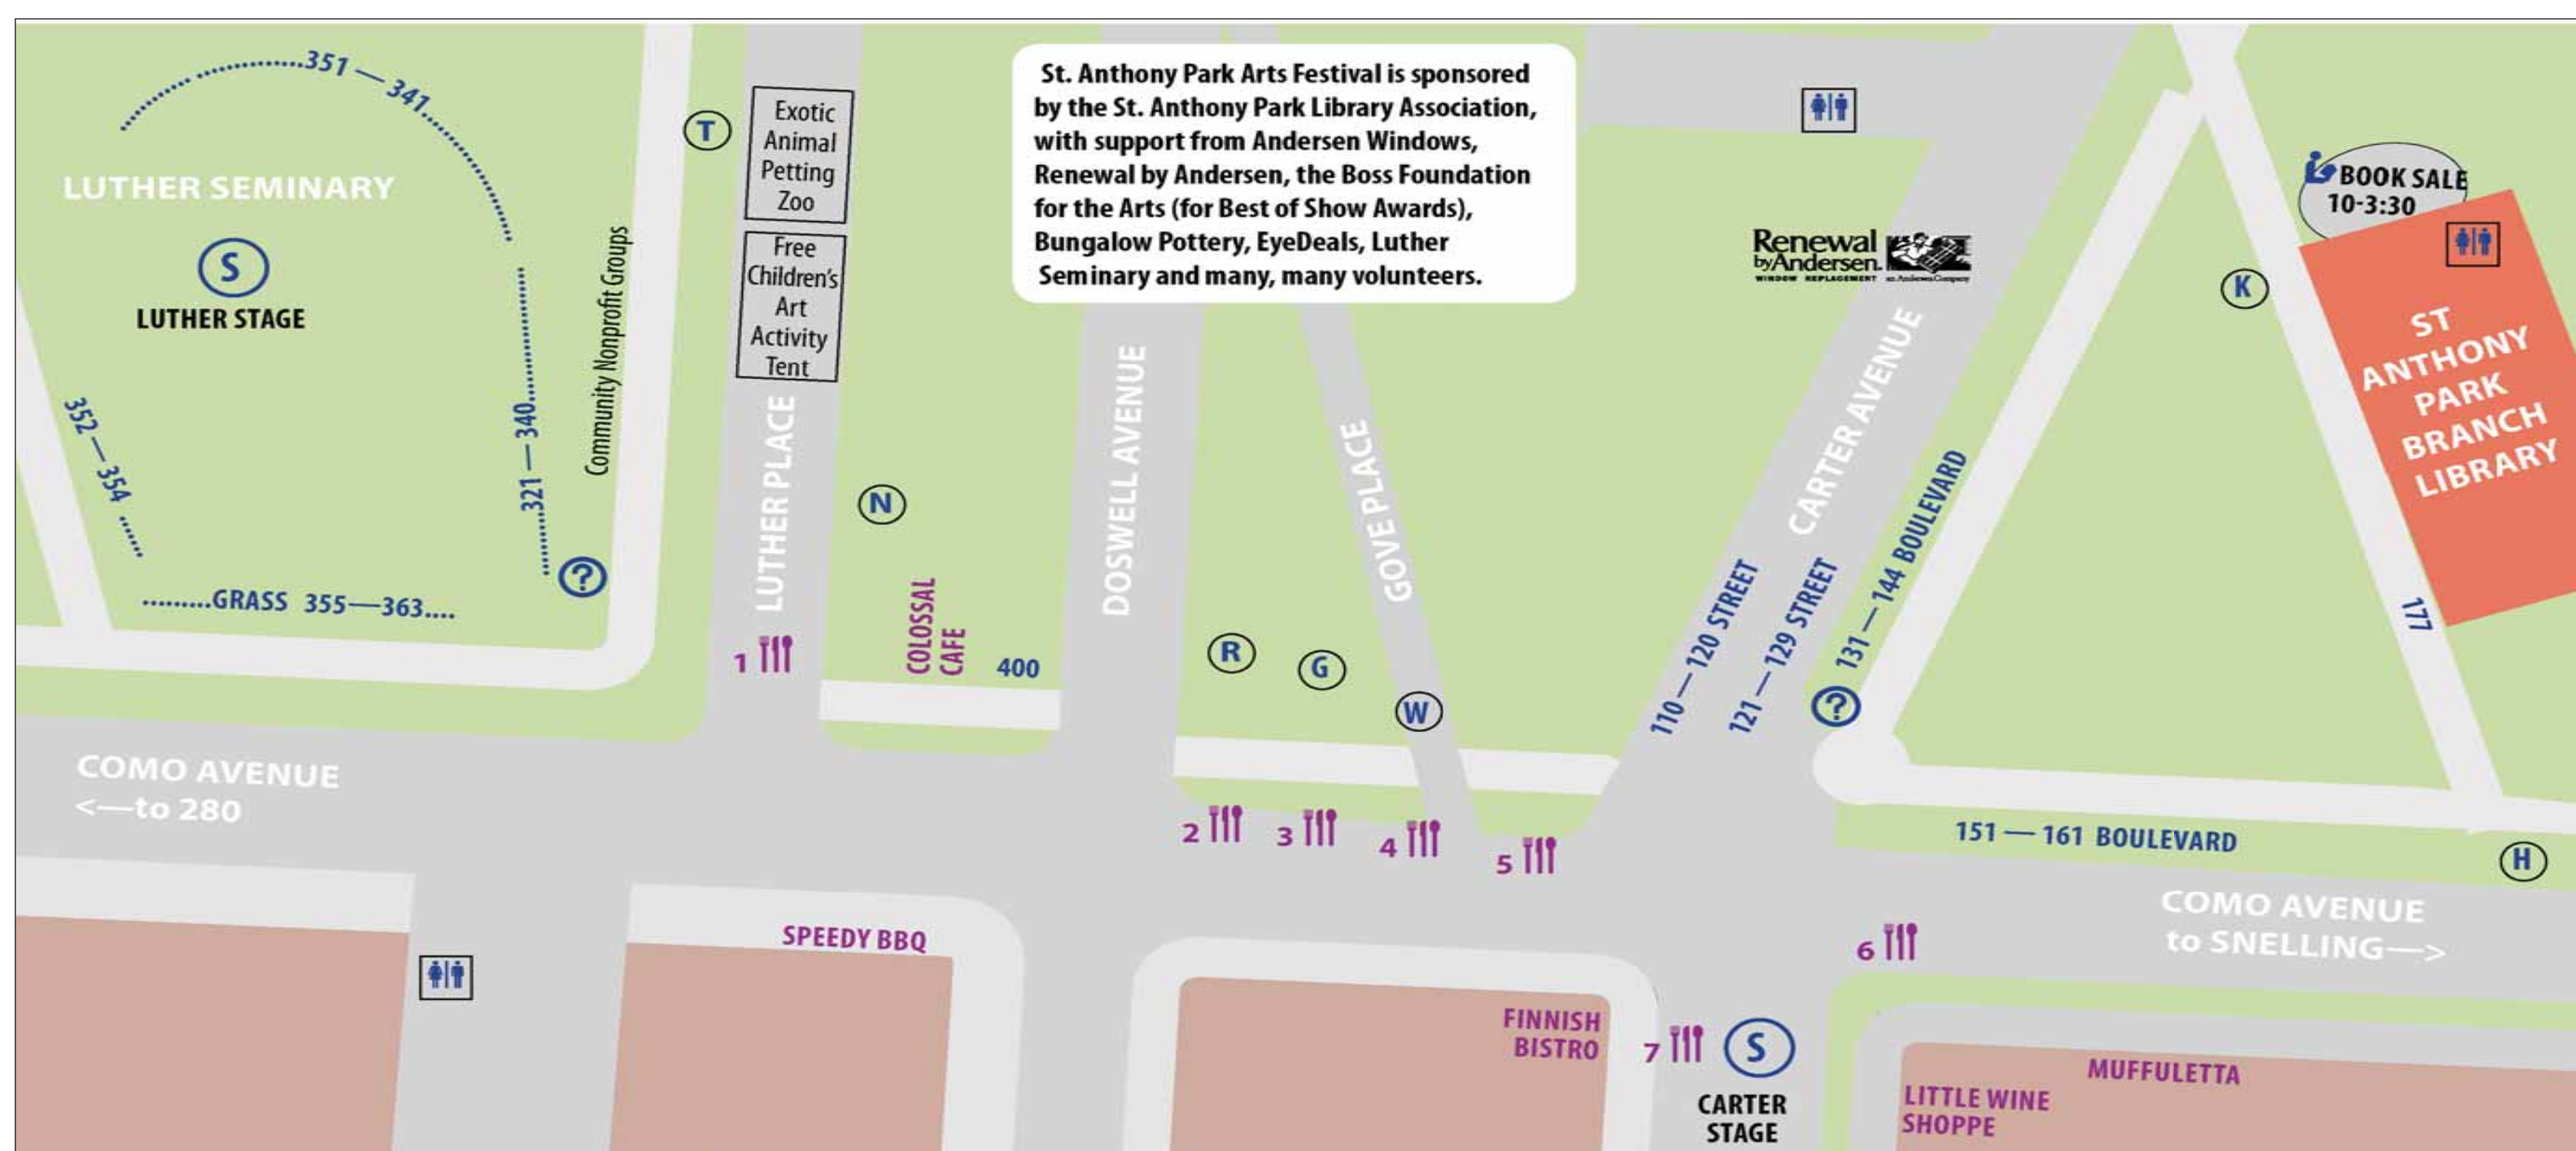 351 — 341
LUTHER SEMINARY
S
LUTHER STAGE
352 — 354
321 — 340
GRASS 355—363
?
Community Nonprofit Groups
T
Exotic
Animal
Petting
Zoo
Free
Children's
Art
Activity
Tent
LUTHER PLACE
N
COLOSSAL
CAFE
400
1
St. Anthony Park Arts Festival is sponsored
by the St. Anthony Park Library Association,
with support from Andersen Windows,
Renewal by Andersen, the Boss Foundation
for the Arts (for Best of Show Awards),
Bungalow Pottery, EyeDeals, Luther
Seminary and many, many volunteers.
DOSWELL AVENUE
GOVE PLACE
R
G
W
Renewal
by Andersen.
WINDOW REPLACEMENT an Andersen Company
CARTER AVENUE
110 — 120 STREET
121 — 129 STREET
131 — 144 BOULEVARD
?
K
BOOK SALE
10-3:30
ST
ANTHONY
PARK
BRANCH
LIBRARY
177
COMO AVENUE
<—to 280
2
3
4
5
151 — 161 BOULEVARD
H
COMO AVENUE
to SNELLING—>
6
SPEEDY BBQ
FINNISH
BISTRO
7
S
CARTER
STAGE
MUFFULETTA
LITTLE WINE
SHOPPE